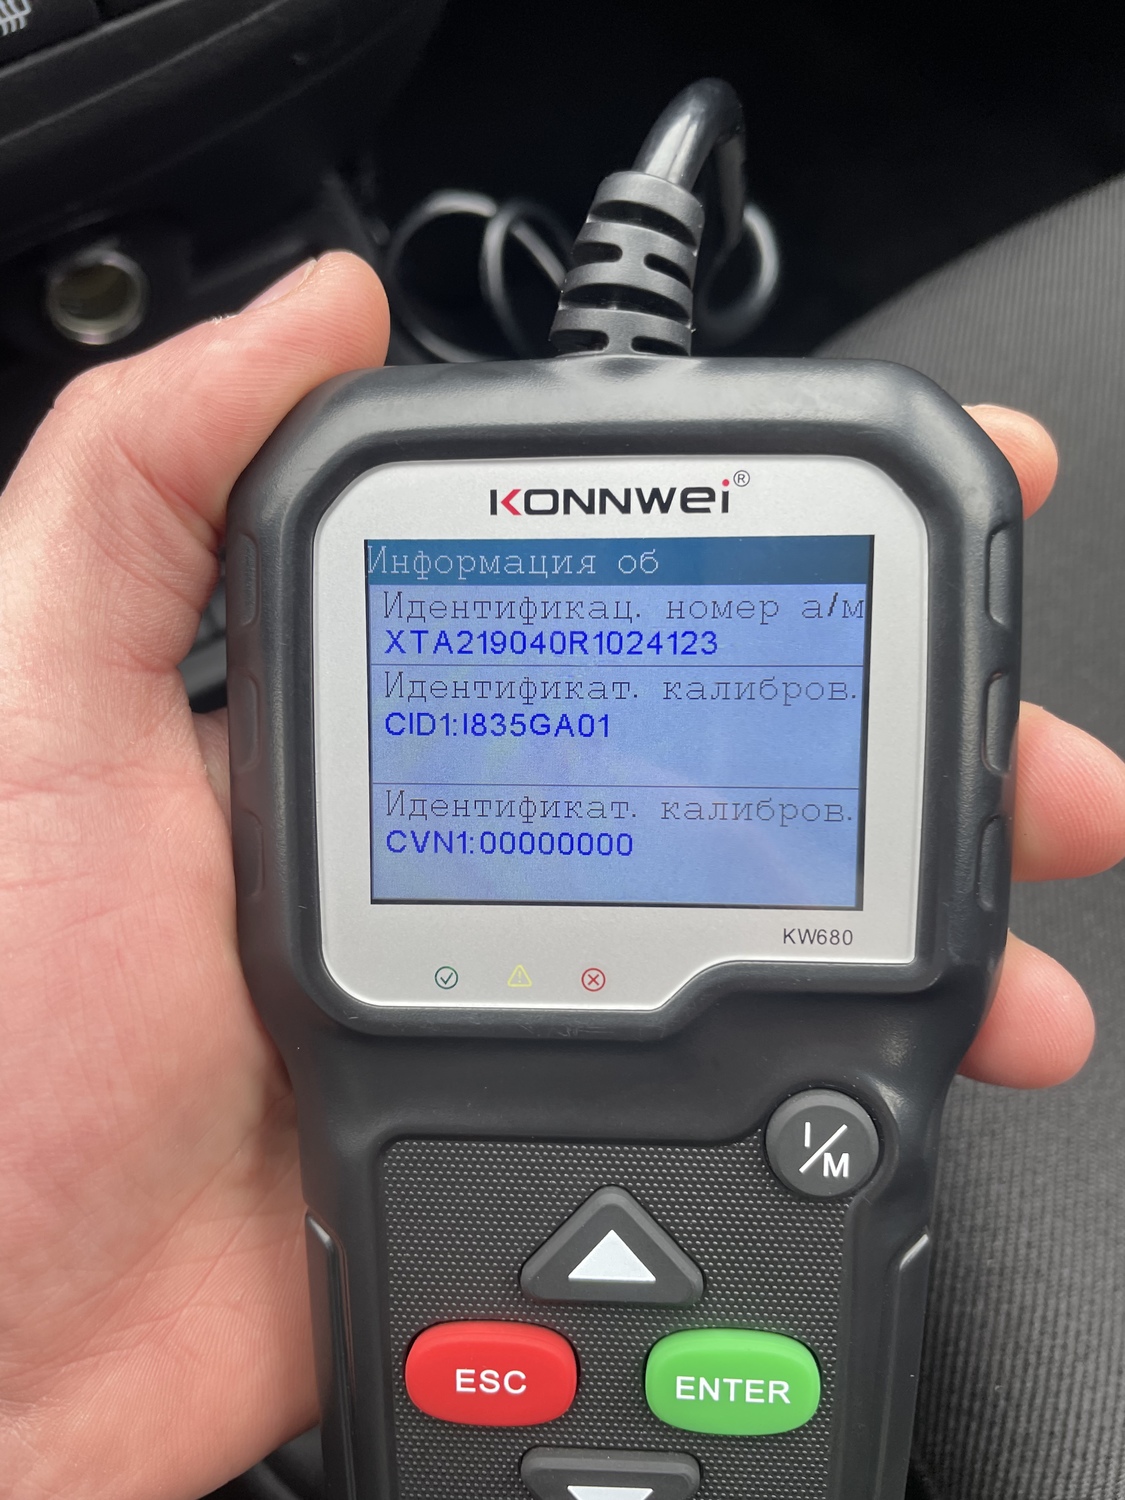 KONNWEI®
Информация об
Идентификац. номер а/м
XTA219040R1024123
Идентификат. калибров.
CID1:I835GA01
Идентификат. калибров.
CVN1:00000000
KW680
I/M
ESC
ENTER